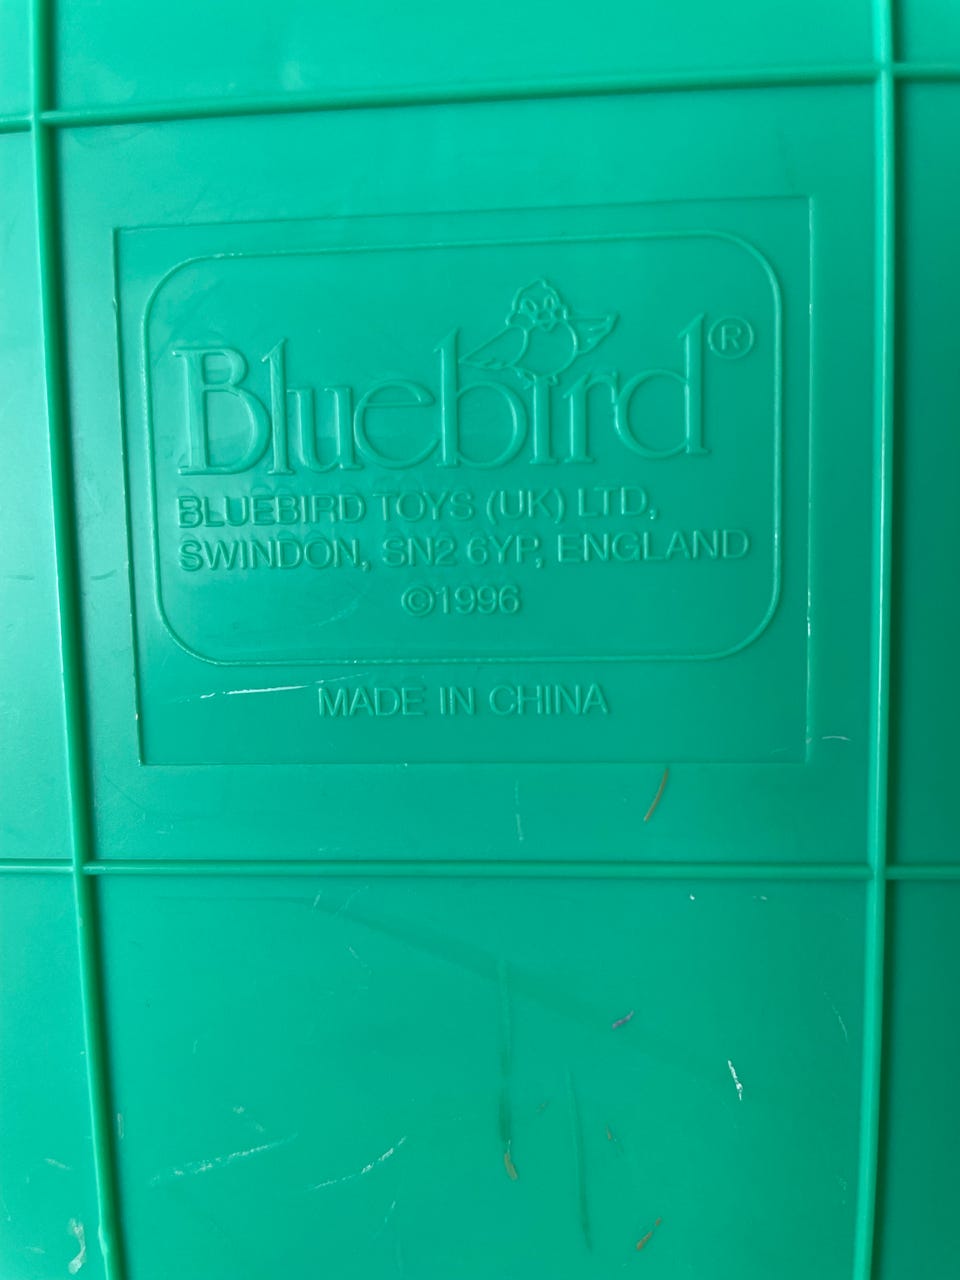 Bluebird®
BLUEBIRD TOYS (UK) LTD,
SWINDON, SN2 6YP, ENGLAND
©1996
MADE IN CHINA